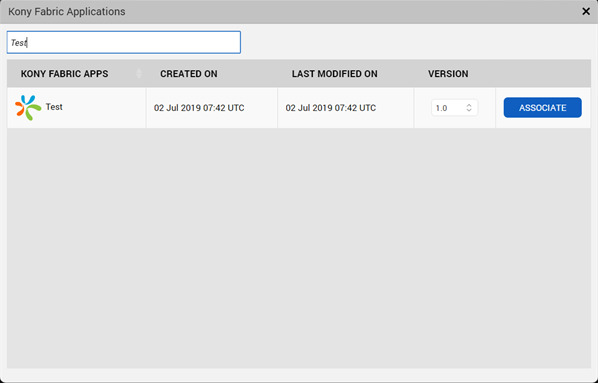 Kony Fabric Applications
Test
KONY FABRIC APPS CREATED ON LAST MODIFIED ON VERSION
Test 02 Jul 2019 07:42 UTC 02 Jul 2019 07:42 UTC 1.0 ASSOCIATE